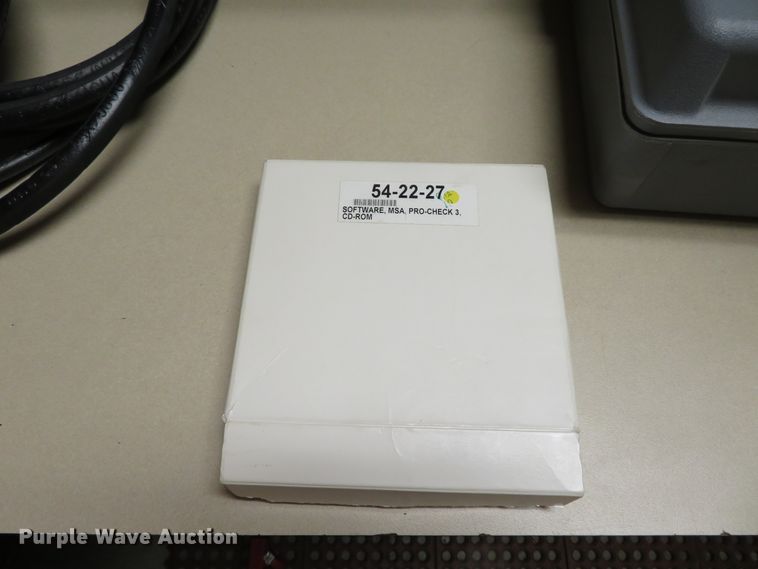 54-22-27
SOFTWARE, MSA, PRO-CHECK 3,
CD-ROM
Purple Wave Auction